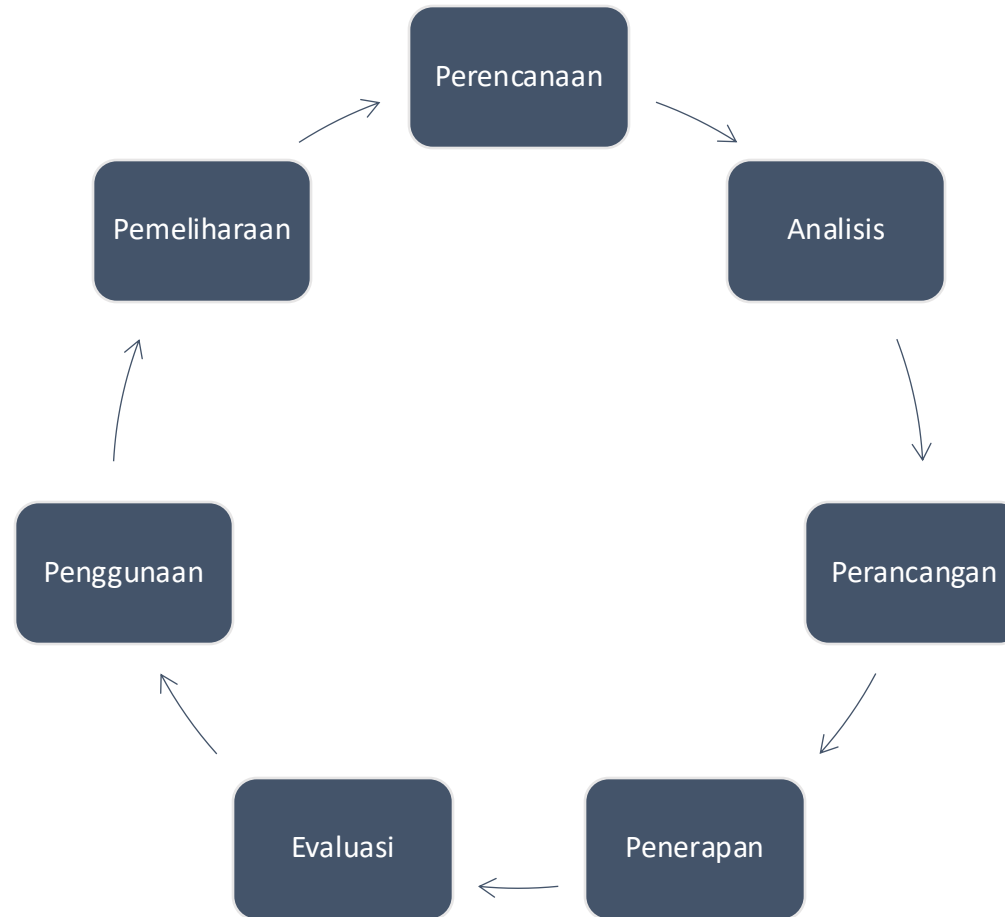 Perencanaan
Analisis
Perancangan
Penerapan
Evaluasi
Penggunaan
Pemeliharaan